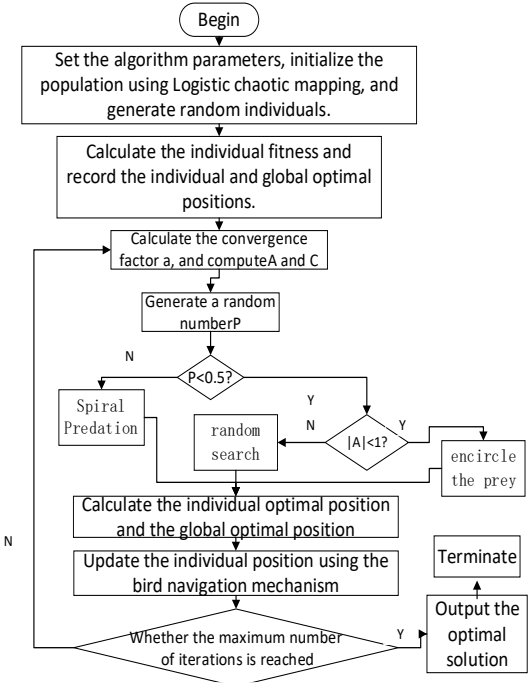 Begin
Set the algorithm parameters, initialize the
population using Logistic chaotic mapping, and
generate random individuals.
Calculate the individual fitness and
record the individual and global optimal
positions.
Calculate the convergence
factor a, and computeA and C
Generate a random
numberP
N
P<0.5?
Y
Spiral
Predation
random
search
N
|A|<1?
Y
encircle
the prey
Calculate the individual optimal position
and the global optimal position
N
Update the individual position using the
bird navigation mechanism
Terminate
Whether the maximum number
of iterations is reached
Y
Output the
optimal
solution